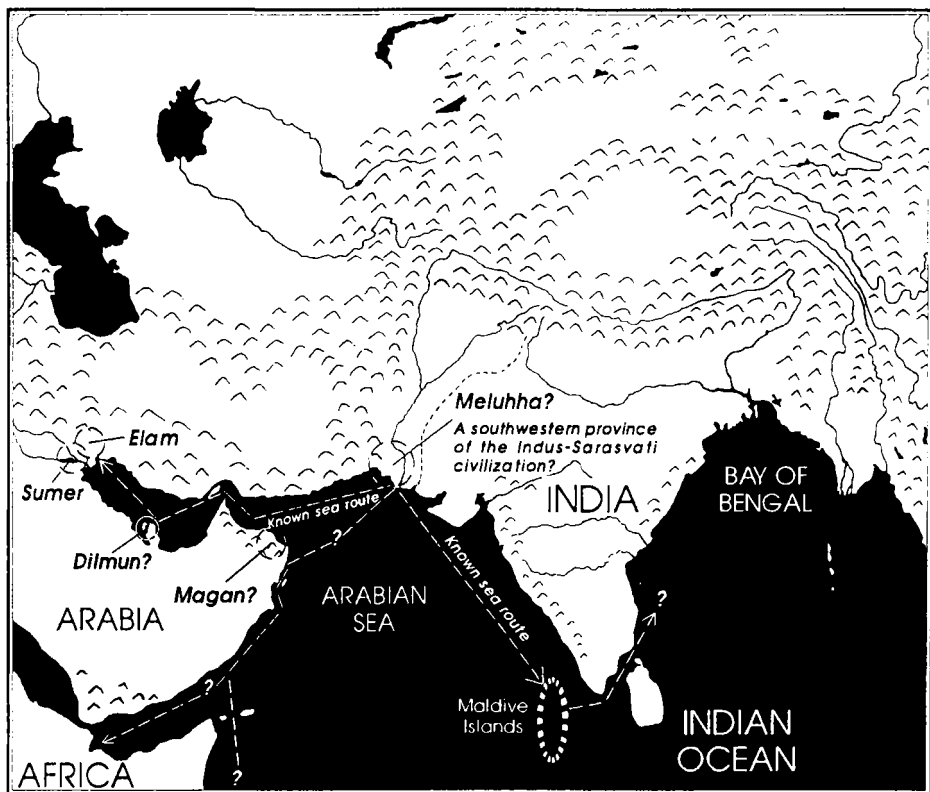 Meluhha?
A southwestern province
of the Indus-Sarasvati
civilization?
Elam
Sumer
INDIA
BAY OF
BENGAL
Known sea route
Dilmun?
Magan?
?
ARABIAN
SEA
Known sea route
ARABIA
?
?
Maldive
Islands
INDIAN
OCEAN
AFRICA
?